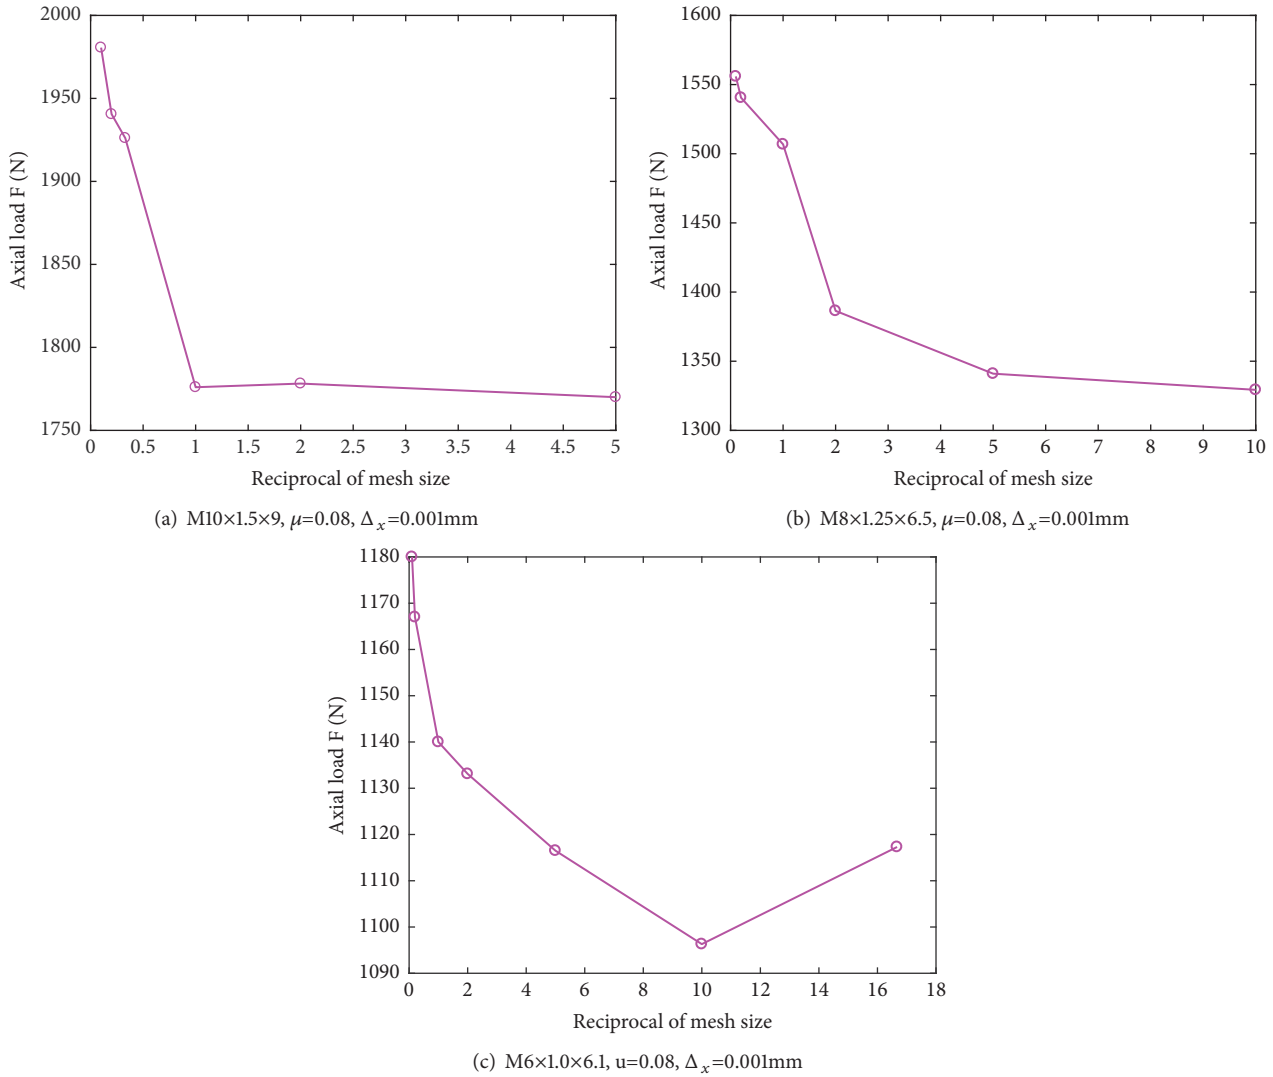 2000
1950
1900
1850
1800
1750
Axial load F (N)
0 0.5 1 1.5 2 2.5 3 3.5 4 4.5 5
Reciprocal of mesh size
(a) M10×1.5×9, μ=0.08, Δx=0.001mm
1600
1550
1500
1450
1400
1350
1300
Axial load F (N)
0 1 2 3 4 5 6 7 8 9 10
Reciprocal of mesh size
(b) M8×1.25×6.5, μ=0.08, Δx=0.001mm
1180
1170
1160
1150
1140
1130
1120
1110
1100
1090
Axial load F (N)
0 2 4 6 8 10 12 14 16 18
Reciprocal of mesh size
(c) M6×1.0×6.1, u=0.08, Δx=0.001mm